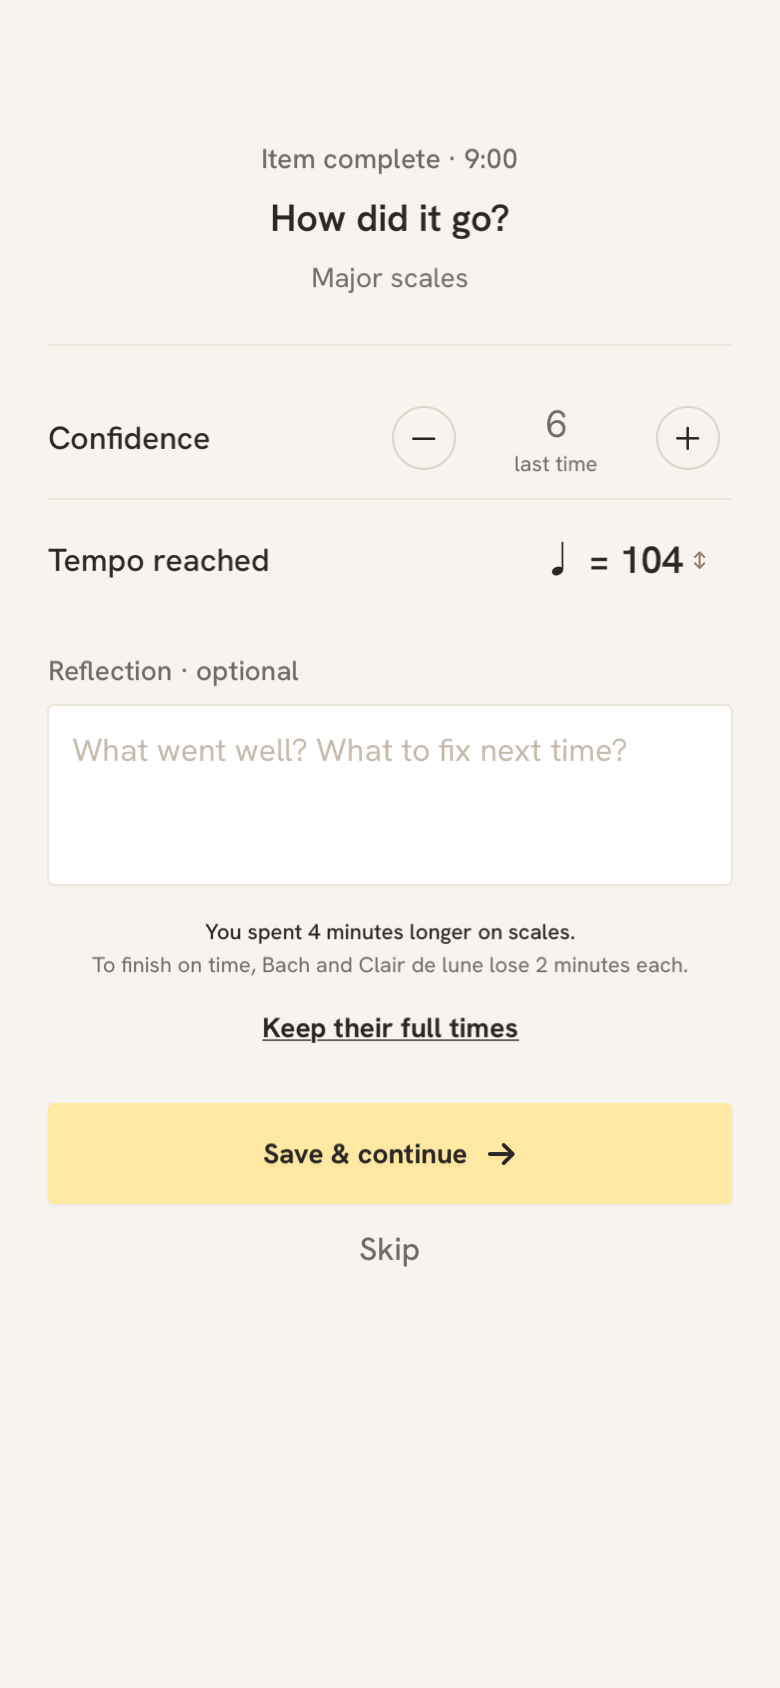 Item complete · 9:00
How did it go?
Major scales
Confidence − 6 +
last time
Tempo reached ♩ = 104 ↕
Reflection · optional
What went well? What to fix next time?
You spent 4 minutes longer on scales.
To finish on time, Bach and Clair de lune lose 2 minutes each.
Keep their full times
Save & continue →
Skip